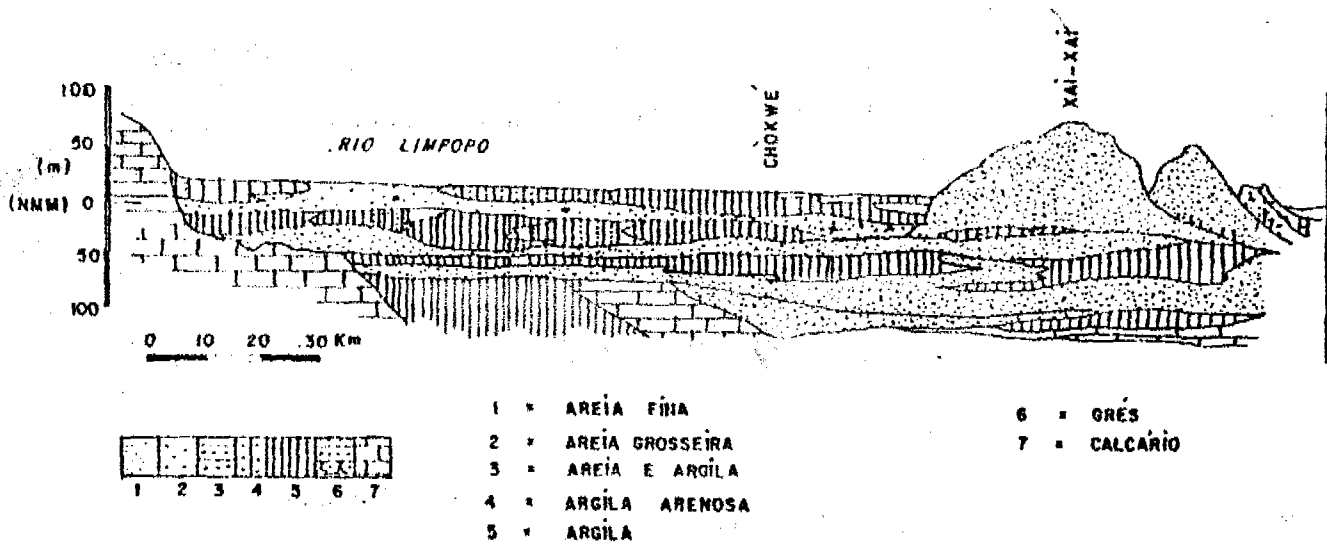 XAI-XAI
CHOKWE
RIO LIMPOPO
100
50
(m)
(NMM) 0
50
100
0 10 20 30 Km
1 2 3 4 5 6 7
1 = AREIA FINA
2 = AREIA GROSSEIRA
3 = AREIA E ARGILA
4 = ARGILA ARENOSA
5 = ARGILA
6 = GRÉS
7 = CALCÁRIO